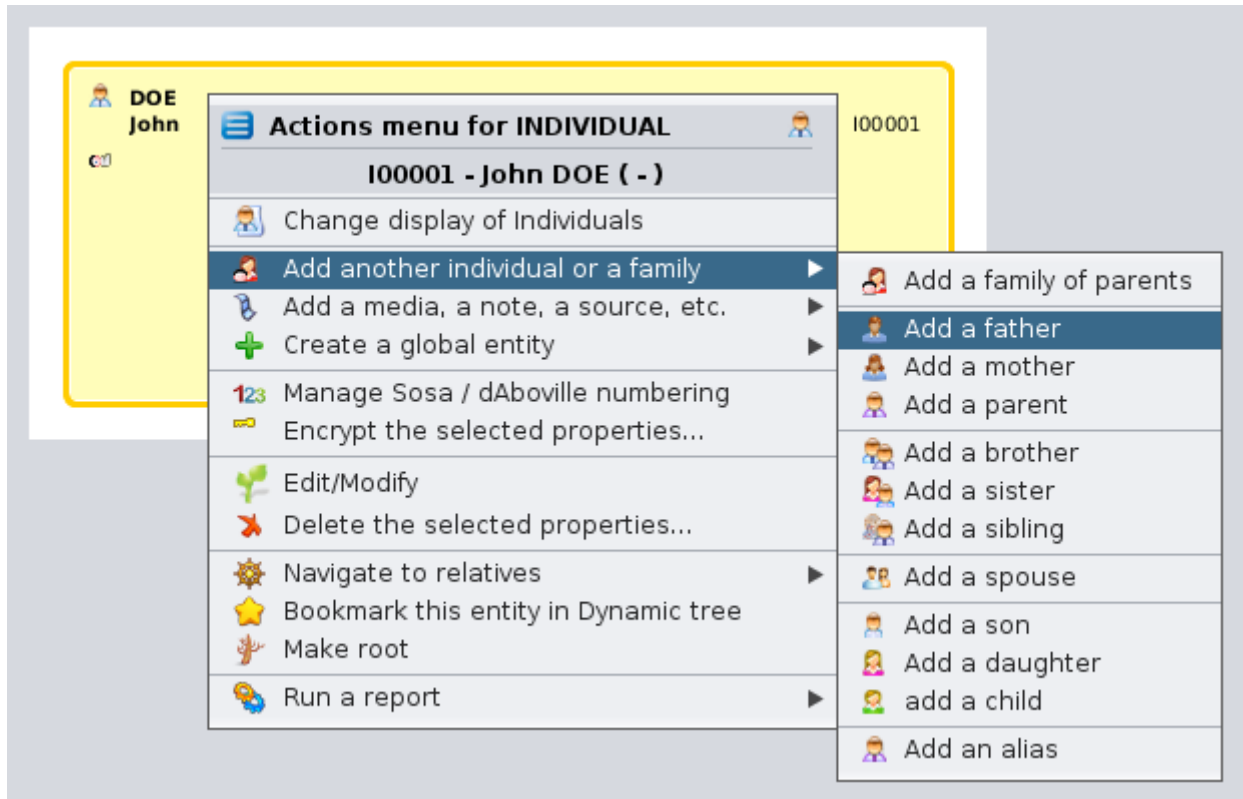 DOE
John
I00001
Actions menu for INDIVIDUAL
I00001 - John DOE ( - )
Change display of Individuals
Add another individual or a family
Add a media, a note, a source, etc.
Create a global entity
123 Manage Sosa / dAboville numbering
Encrypt the selected properties...
Edit/Modify
Delete the selected properties...
Navigate to relatives
Bookmark this entity in Dynamic tree
Make root
Run a report
Add a family of parents
Add a father
Add a mother
Add a parent
Add a brother
Add a sister
Add a sibling
Add a spouse
Add a son
Add a daughter
add a child
Add an alias